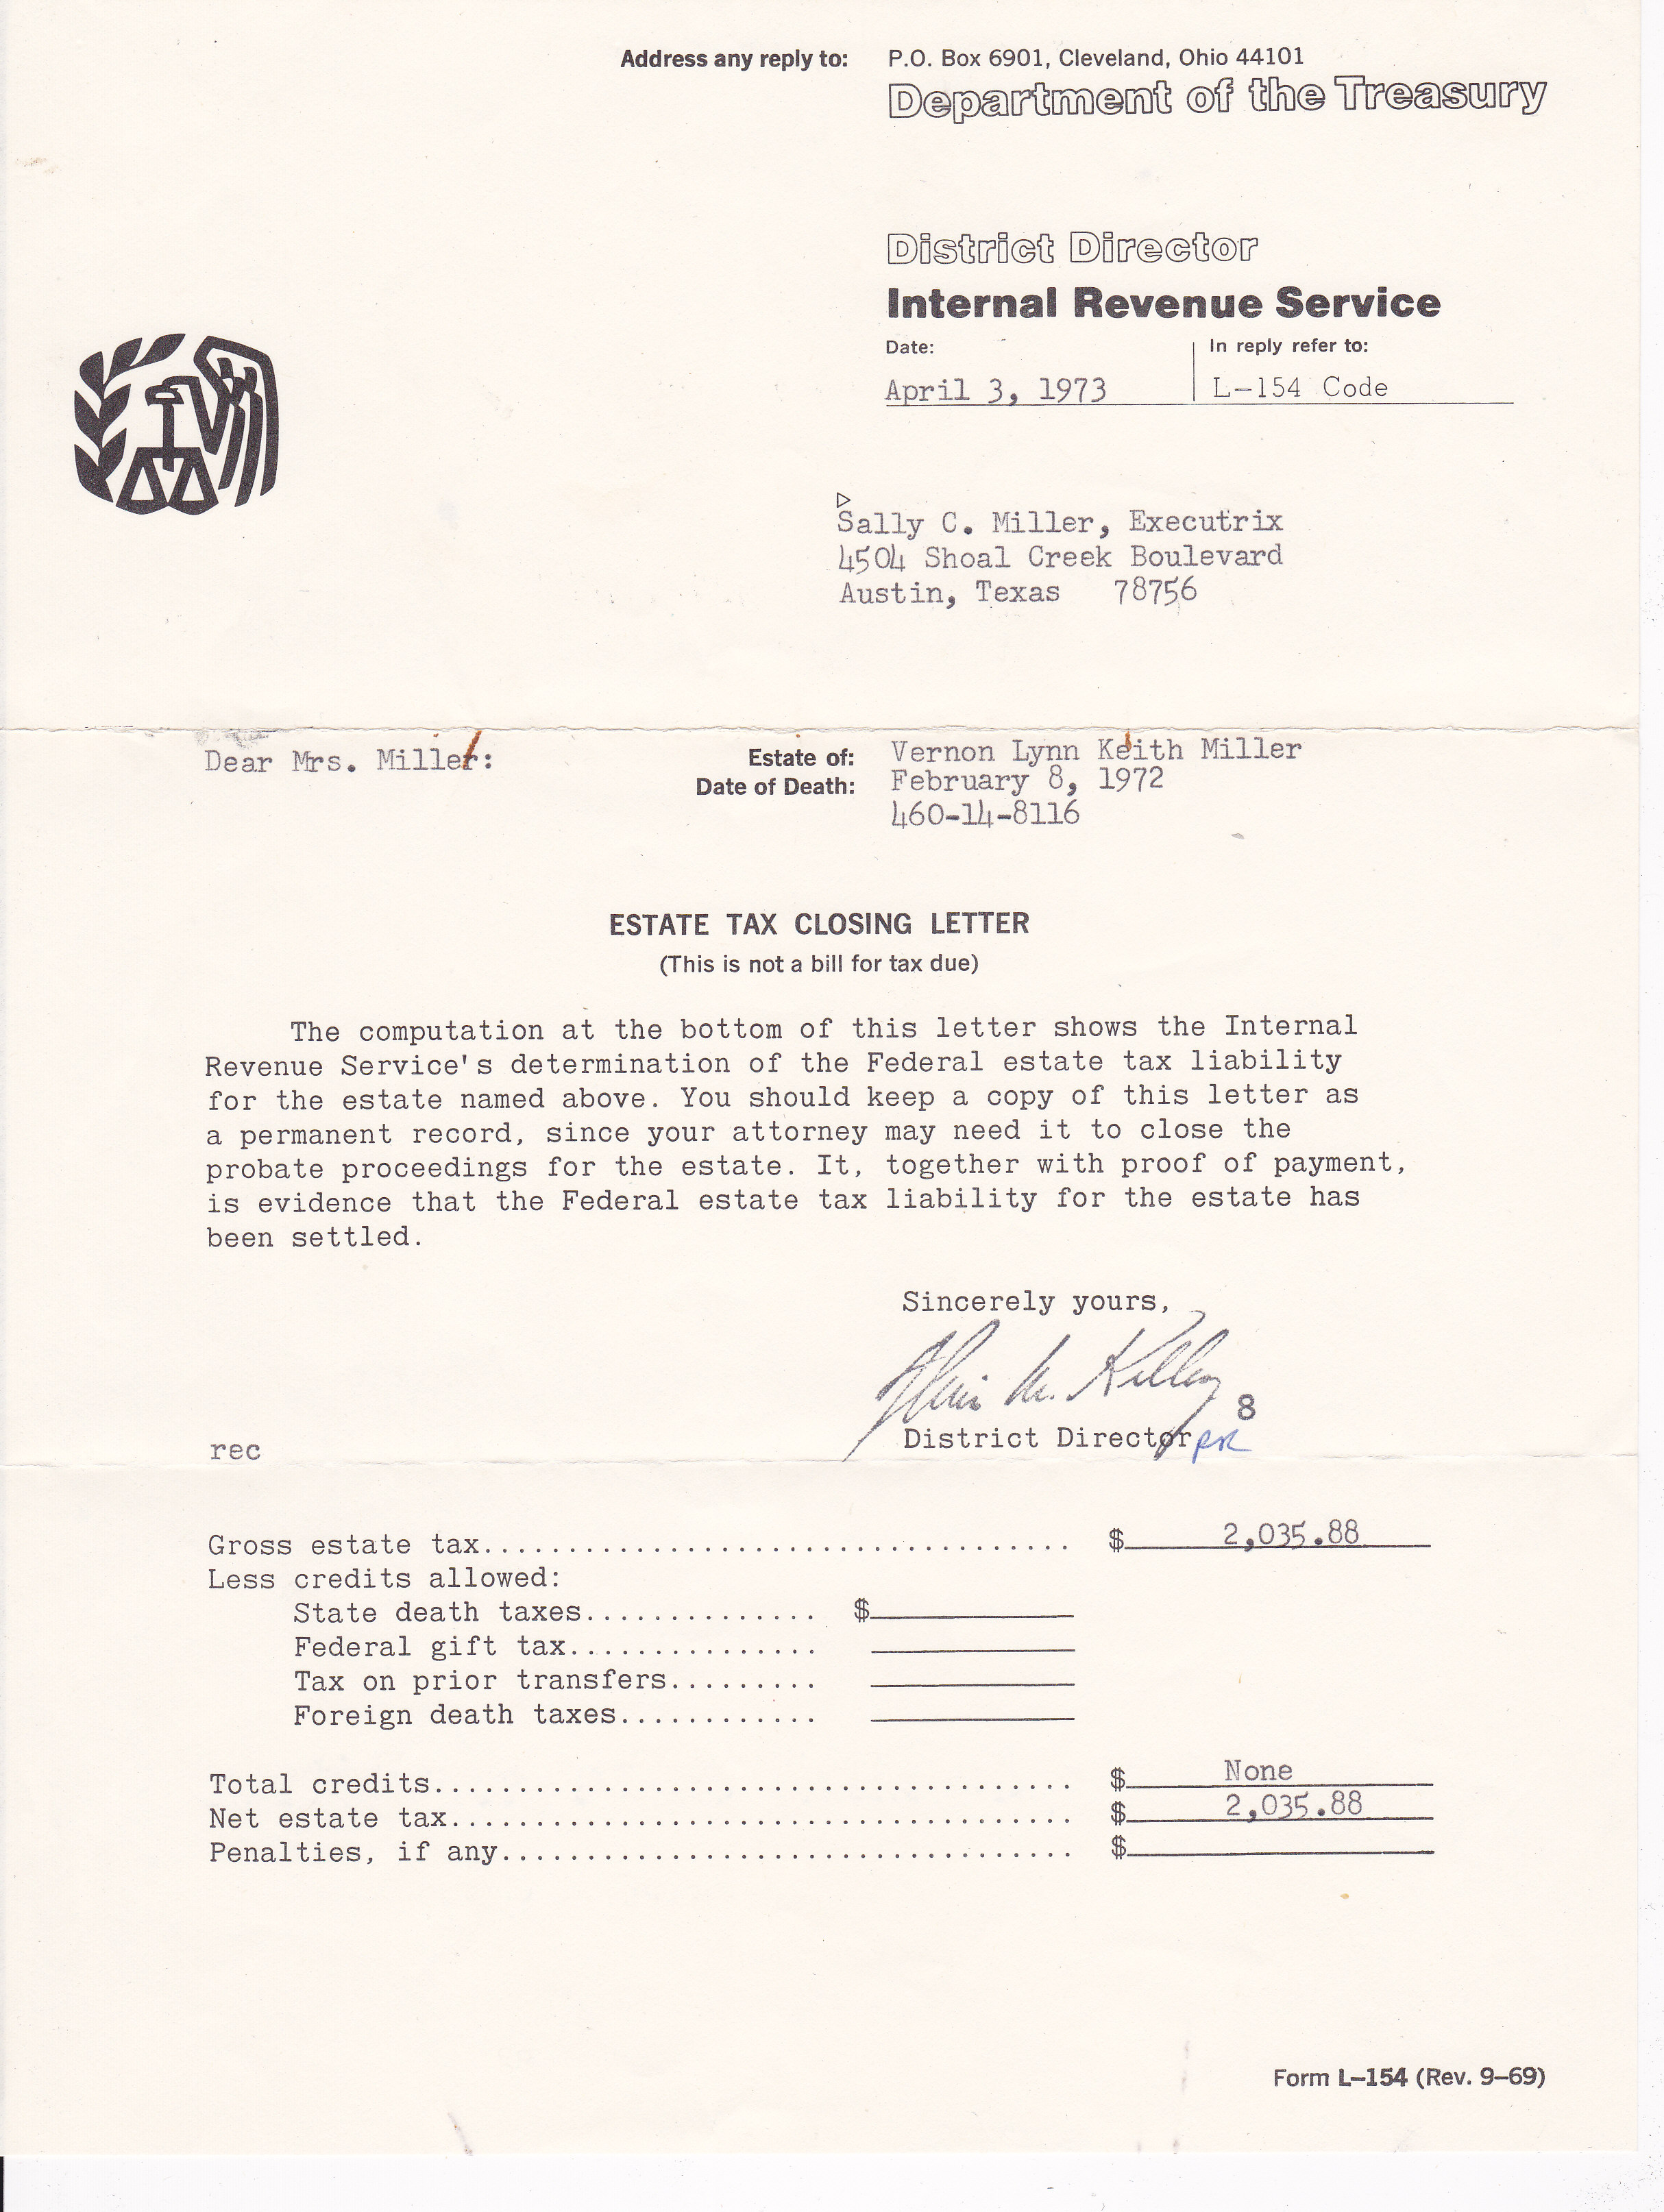 Address any reply to: P.O. Box 6901, Cleveland, Ohio 44101
Department of the Treasury
District Director
Internal Revenue Service
Date: In reply refer to:
April 3, 1973 L-154 Code
Sally C. Miller, Executrix
4504 Shoal Creek Boulevard
Austin, Texas 78756
Dear Mrs. Miller: Estate of: Vernon Lynn Keith Miller
Date of Death: February 8, 1972
460-14-8116
ESTATE TAX CLOSING LETTER
(This is not a bill for tax due)
The computation at the bottom of this letter shows the Internal
Revenue Service's determination of the Federal estate tax liability
for the estate named above. You should keep a copy of this letter as
a permanent record, since your attorney may need it to close the
probate proceedings for the estate. It, together with proof of payment,
is evidence that the Federal estate tax liability for the estate has
been settled.
Sincerely yours,
8
District Director
rec
Gross estate tax................................... $ 2,035.88
Less credits allowed:
State death taxes.............. $
Federal gift tax...............
Tax on prior transfers.........
Foreign death taxes............
Total credits...................................... $ None
Net estate tax..................................... $ 2,035.88
Penalties, if any.................................. $
Form L-154 (Rev. 9-69)